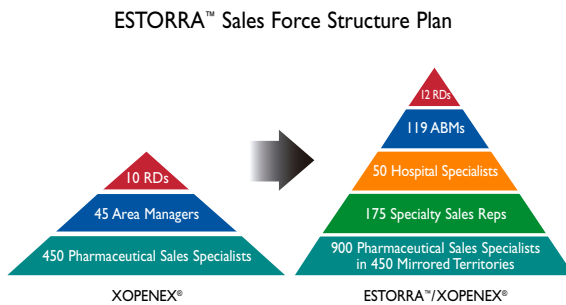 ESTORRA™ Sales Force Structure Plan
10 RDs
45 Area Managers
450 Pharmaceutical Sales Specialists
XOPENEX®
12 RDs
119 ABMs
50 Hospital Specialists
175 Specialty Sales Reps
900 Pharmaceutical Sales Specialists
in 450 Mirrored Territories
ESTORRA™/XOPENEX®